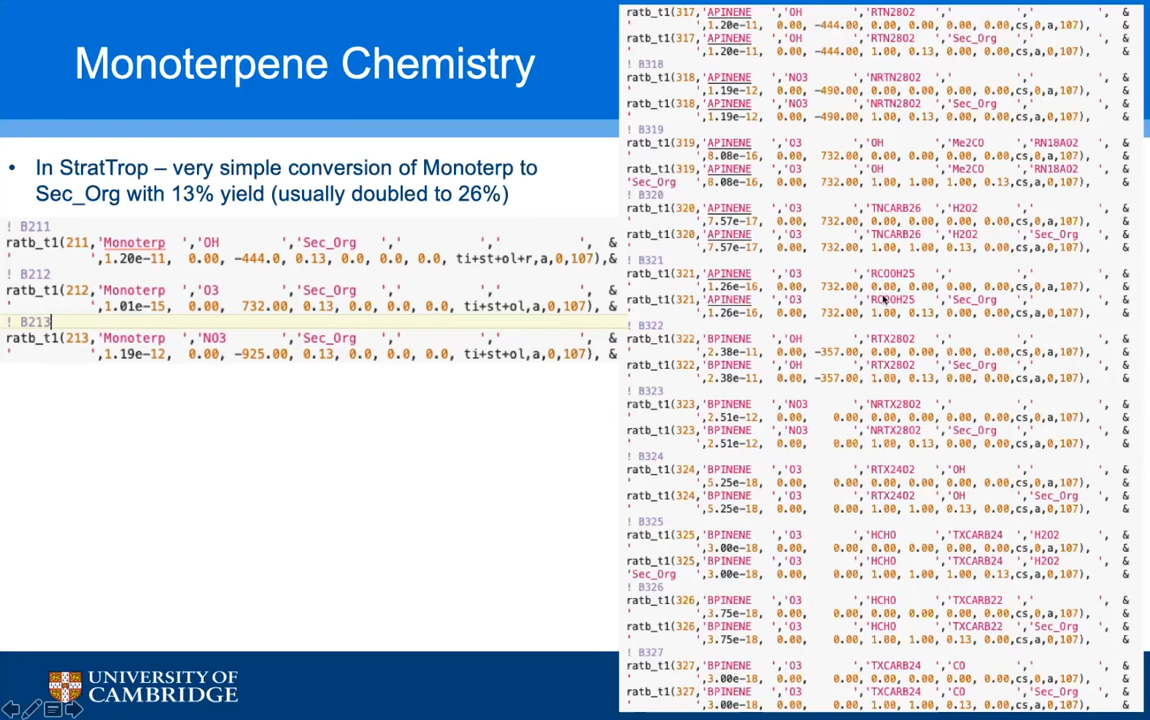 Monoterpene Chemistry
• In StratTrop – very simple conversion of Monoterp to
Sec_Org with 13% yield (usually doubled to 26%)
! B211
ratb_t1(211,'Monoterp  ','OH        ','Sec_Org   ','          ','          ', &
'          ',1.20e-11,  0.00, -444.0, 0.13, 0.0, 0.0, 0.0, ti+st+ol+r,a,0,107),&
! B212
ratb_t1(212,'Monoterp  ','O3        ','Sec_Org   ','          ','          ', &
'          ',1.01e-15,  0.00,  732.00, 0.13, 0.0, 0.0, 0.0, ti+st+ol,a,0,107), &
! B213
ratb_t1(213,'Monoterp  ','NO3       ','Sec_Org   ','          ','          ', &
'          ',1.19e-12,  0.00, -925.00, 0.13, 0.0, 0.0, 0.0, ti+st+ol,a,0,107), &
ratb_t1(317,'APINENE   ','OH        ','RTN28O2   ','          ','          ', &
'          ',1.20e-11,  0.00, -444.00, 0.00, 0.00, 0.00, 0.00,cs,0,a,107), &
ratb_t1(317,'APINENE   ','OH        ','RTN28O2   ','Sec_Org   ','          ', &
'          ',1.20e-11,  0.00, -444.00, 1.00, 0.13, 0.00, 0.00,cs,a,0,107), &
! B318
ratb_t1(318,'APINENE   ','NO3       ','NRTN28O2  ','          ','          ', &
'          ',1.19e-12,  0.00, -490.00, 0.00, 0.00, 0.00, 0.00,cs,0,a,107), &
ratb_t1(318,'APINENE   ','NO3       ','NRTN28O2  ','Sec_Org   ','          ', &
'          ',1.19e-12,  0.00, -490.00, 1.00, 0.13, 0.00, 0.00,cs,a,0,107), &
! B319
ratb_t1(319,'APINENE   ','O3        ','OH        ','Me2CO     ','RN18AO2   ', &
'          ',8.08e-16,  0.00,  732.00, 0.00, 0.00, 0.00, 0.00,cs,0,a,107), &
ratb_t1(319,'APINENE   ','O3        ','OH        ','Me2CO     ','RN18AO2   ', &
'Sec_Org   ',8.08e-16,  0.00,  732.00, 1.00, 1.00, 1.00, 0.13,cs,a,0,107), &
! B320
ratb_t1(320,'APINENE   ','O3        ','TNCARB26  ','H2O2      ','          ', &
'          ',7.57e-17,  0.00,  732.00, 0.00, 0.00, 0.00, 0.00,cs,0,a,107), &
ratb_t1(320,'APINENE   ','O3        ','TNCARB26  ','H2O2      ','Sec_Org   ', &
'          ',7.57e-17,  0.00,  732.00, 1.00, 1.00, 0.13, 0.00,cs,a,0,107), &
! B321
ratb_t1(321,'APINENE   ','O3        ','RCOOH25   ','          ','          ', &
'          ',1.26e-16,  0.00,  732.00, 0.00, 0.00, 0.00, 0.00,cs,0,a,107), &
ratb_t1(321,'APINENE   ','O3        ','RCOOH25   ','Sec_Org   ','          ', &
'          ',1.26e-16,  0.00,  732.00, 1.00, 0.13, 0.00, 0.00,cs,a,0,107), &
! B322
ratb_t1(322,'BPINENE   ','OH        ','RTX28O2   ','          ','          ', &
'          ',2.38e-11,  0.00, -357.00, 0.00, 0.00, 0.00, 0.00,cs,0,a,107), &
ratb_t1(322,'BPINENE   ','OH        ','RTX28O2   ','Sec_Org   ','          ', &
'          ',2.38e-11,  0.00, -357.00, 1.00, 0.13, 0.00, 0.00,cs,a,0,107), &
! B323
ratb_t1(323,'BPINENE   ','NO3       ','NRTX28O2  ','          ','          ', &
'          ',2.51e-12,  0.00,    0.00, 0.00, 0.00, 0.00, 0.00,cs,0,a,107), &
ratb_t1(323,'BPINENE   ','NO3       ','NRTX28O2  ','Sec_Org   ','          ', &
'          ',2.51e-12,  0.00,    0.00, 1.00, 0.13, 0.00, 0.00,cs,a,0,107), &
! B324
ratb_t1(324,'BPINENE   ','O3        ','RTX24O2   ','OH        ','          ', &
'          ',5.25e-18,  0.00,    0.00, 0.00, 0.00, 0.00, 0.00,cs,0,a,107), &
ratb_t1(324,'BPINENE   ','O3        ','RTX24O2   ','OH        ','Sec_Org   ', &
'          ',5.25e-18,  0.00,    0.00, 1.00, 1.00, 0.13, 0.00,cs,a,0,107), &
! B325
ratb_t1(325,'BPINENE   ','O3        ','HCHO      ','TXCARB24  ','H2O2      ', &
'          ',3.00e-18,  0.00,    0.00, 0.00, 0.00, 0.00, 0.00,cs,0,a,107), &
ratb_t1(325,'BPINENE   ','O3        ','HCHO      ','TXCARB24  ','H2O2      ', &
'Sec_Org   ',3.00e-18,  0.00,    0.00, 1.00, 1.00, 1.00, 0.13,cs,a,0,107), &
! B326
ratb_t1(326,'BPINENE   ','O3        ','HCHO      ','TXCARB22  ','          ', &
'          ',3.75e-18,  0.00,    0.00, 0.00, 0.00, 0.00, 0.00,cs,0,a,107), &
ratb_t1(326,'BPINENE   ','O3        ','HCHO      ','TXCARB22  ','Sec_Org   ', &
'          ',3.75e-18,  0.00,    0.00, 1.00, 1.00, 0.13, 0.00,cs,a,0,107), &
! B327
ratb_t1(327,'BPINENE   ','O3        ','TXCARB24  ','CO        ','          ', &
'          ',3.00e-18,  0.00,    0.00, 0.00, 0.00, 0.00, 0.00,cs,0,a,107), &
ratb_t1(327,'BPINENE   ','O3        ','TXCARB24  ','CO        ','Sec_Org   ', &
'          ',3.00e-18,  0.00,    0.00, 1.00, 1.00, 0.13, 0.00,cs,a,0,107), &
UNIVERSITY OF
CAMBRIDGE